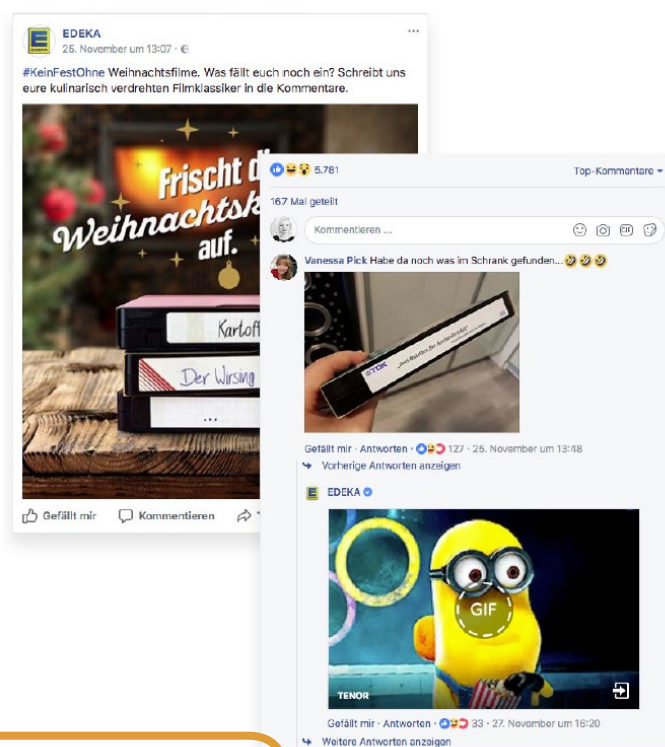 EDEKA
25. November um 13:07
#KeinFestOhne Weihnachtsfilme. Was fällt euch noch ein? Schreibt uns
eure kulinarisch verdrehten Filmklassiker in die Kommentare.
Frischt d
Weihnachtsk
auf.
Kartoff
Der Wirsing
...
Gefällt mir
Kommentieren
5.781
Top-Kommentare
167 Mal geteilt
Kommentieren ...
GIF
Vanessa Pick Habe da noch was im Schrank gefunden...🤣🤣🤣
TDK
Gefällt mir · Antworten · 127 · 25. November um 13:48
Vorherige Antworten anzeigen
EDEKA
GIF
TENOR
Gefällt mir · Antworten · 33 · 27. November um 16:20
Weitere Antworten anzeigen